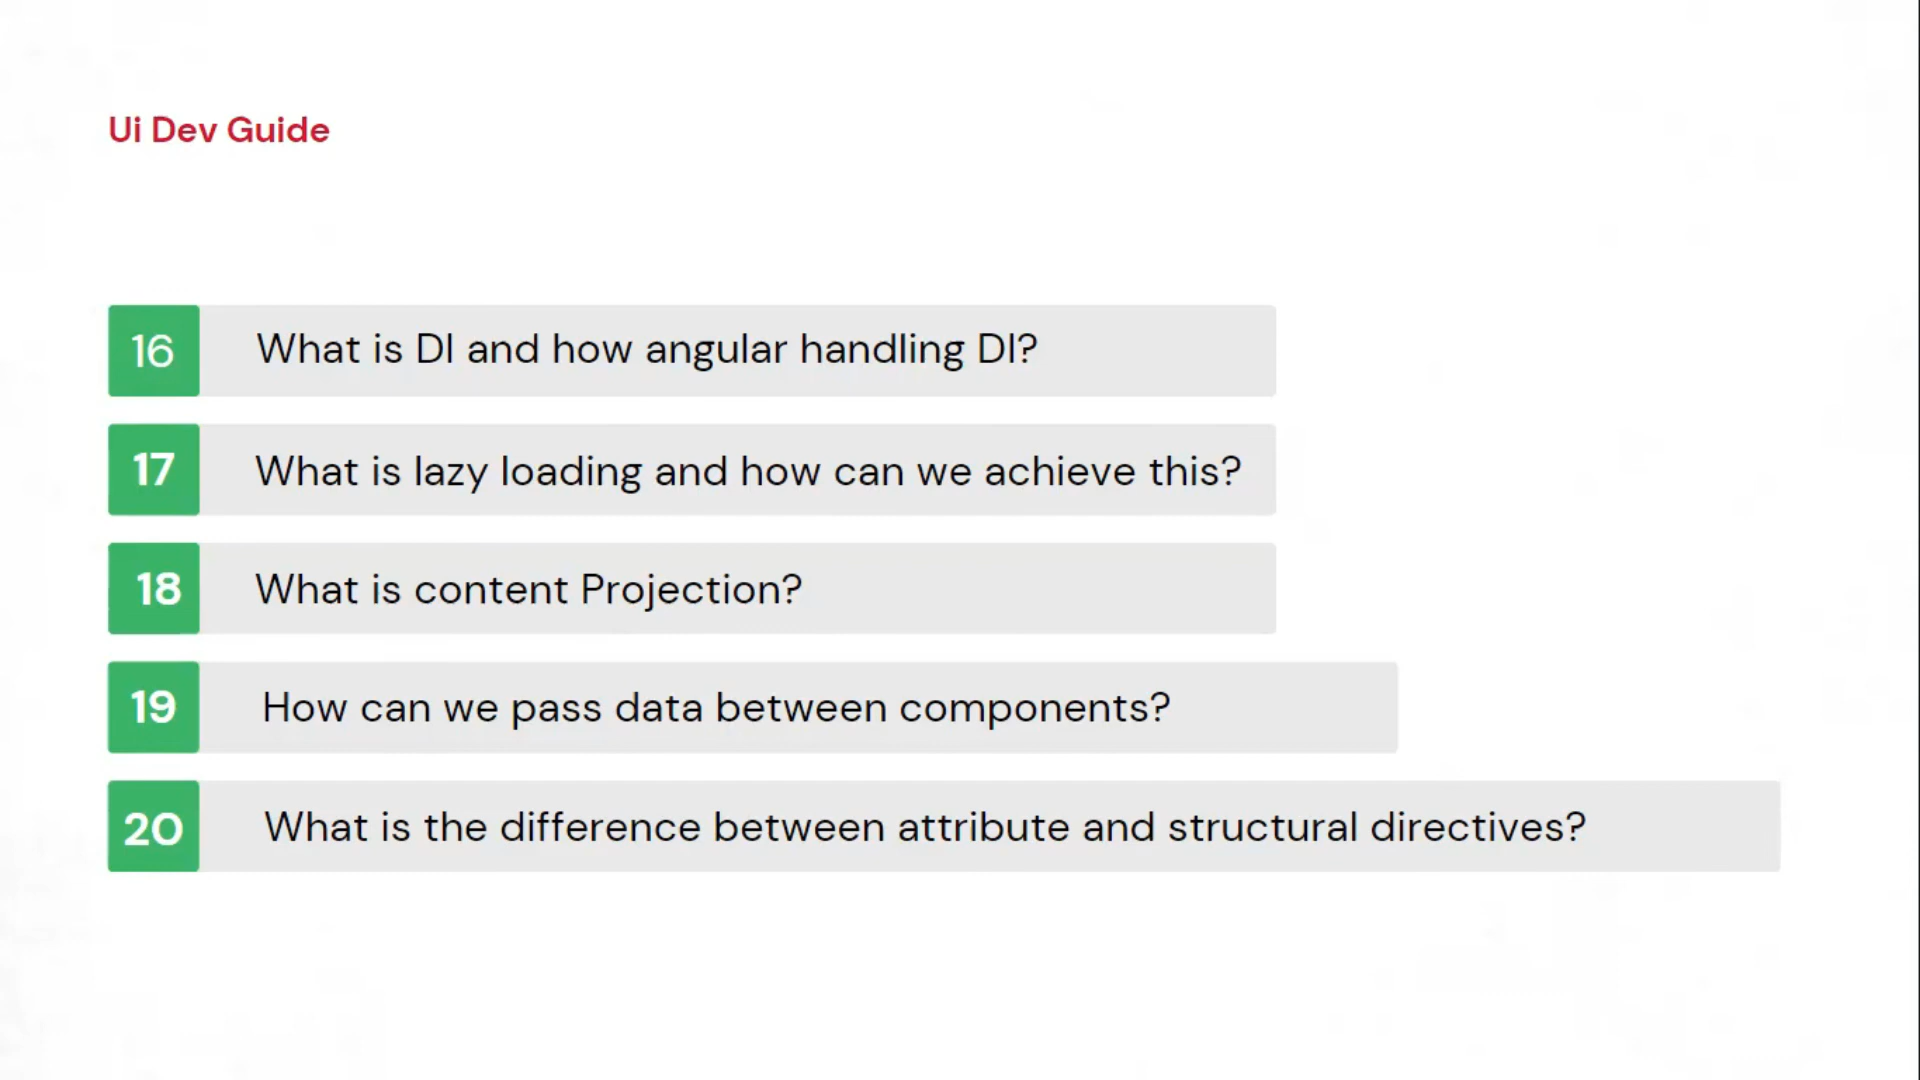 Ui Dev Guide
16 What is DI and how angular handling DI?
17 What is lazy loading and how can we achieve this?
18 What is content Projection?
19 How can we pass data between components?
20 What is the difference between attribute and structural directives?